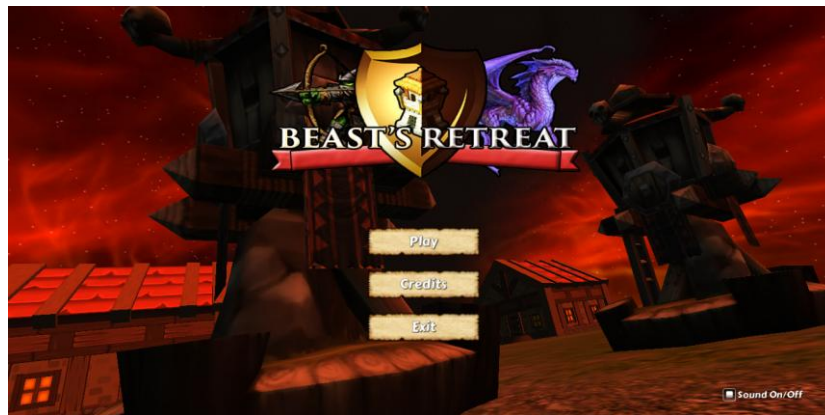 BEAST'S RETREAT
Play
Credits
Exit
Sound On/Off